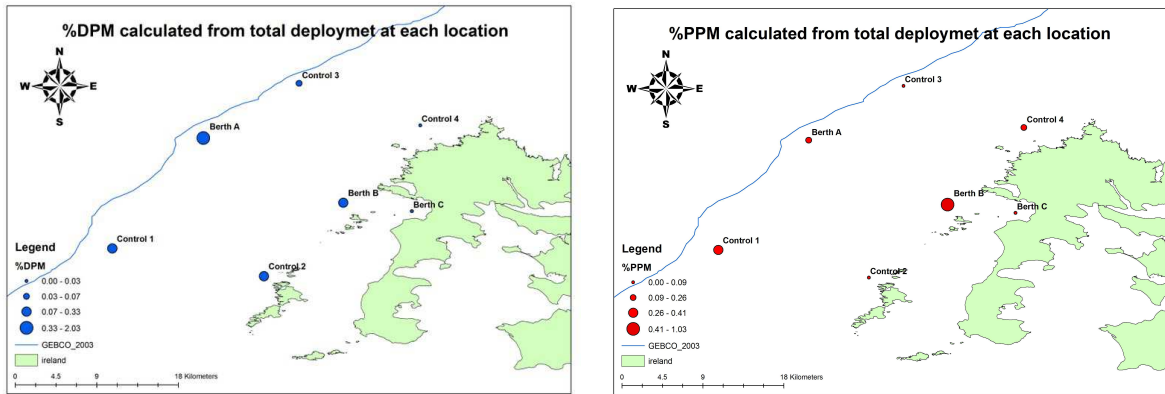 %DPM calculated from total deploymet at each location
N
W E
S
Control 3
Berth A
Control 4
Berth B
Berth C
Control 1
Control 2
Legend
%DPM
0.00 - 0.03
0.03 - 0.07
0.07 - 0.33
0.33 - 2.03
GEBCO_2003
ireland
0 4.5 9 18 Kilometers
%PPM calculated from total deploymet at each location
N
W E
S
Control 3
Berth A
Control 4
Berth B
Berth C
Control 1
Control 2
Legend
%PPM
0.00 - 0.09
0.09 - 0.26
0.26 - 0.41
0.41 - 1.03
GEBCO_2003
ireland
0 4.5 9 18 Kilometers